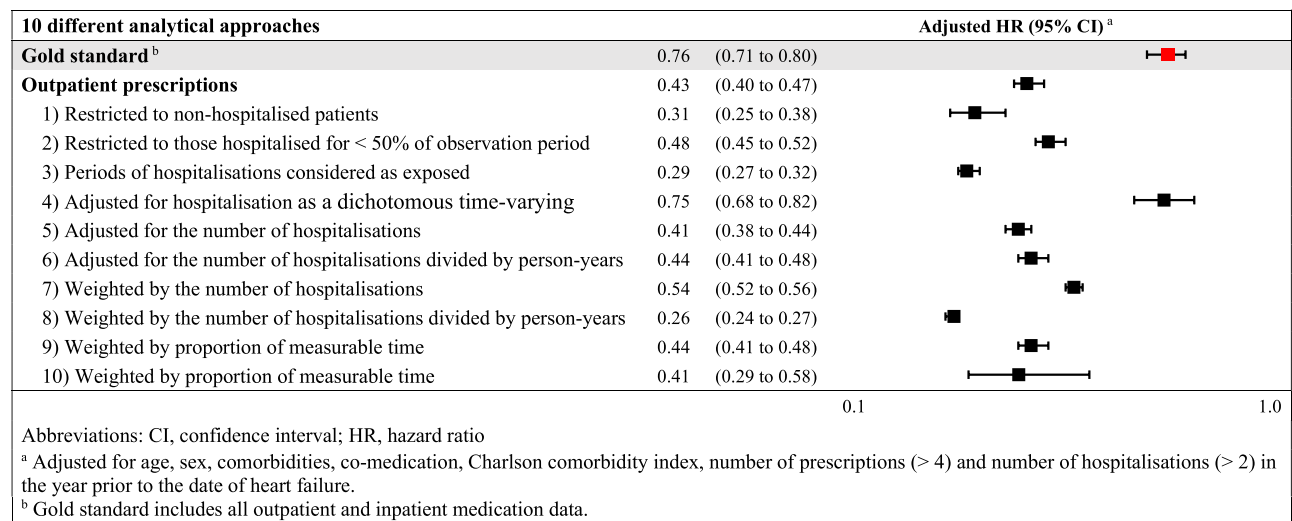 10 different analytical approaches Adjusted HR (95% CI) a
Gold standard b 0.76 (0.71 to 0.80)
Outpatient prescriptions 0.43 (0.40 to 0.47)
1) Restricted to non-hospitalised patients 0.31 (0.25 to 0.38)
2) Restricted to those hospitalised for < 50% of observation period 0.48 (0.45 to 0.52)
3) Periods of hospitalisations considered as exposed 0.29 (0.27 to 0.32)
4) Adjusted for hospitalisation as a dichotomous time-varying 0.75 (0.68 to 0.82)
5) Adjusted for the number of hospitalisations 0.41 (0.38 to 0.44)
6) Adjusted for the number of hospitalisations divided by person-years 0.44 (0.41 to 0.48)
7) Weighted by the number of hospitalisations 0.54 (0.52 to 0.56)
8) Weighted by the number of hospitalisations divided by person-years 0.26 (0.24 to 0.27)
9) Weighted by proportion of measurable time 0.44 (0.41 to 0.48)
10) Weighted by proportion of measurable time 0.41 (0.29 to 0.58)
0.1 1.0
Abbreviations: CI, confidence interval; HR, hazard ratio
a Adjusted for age, sex, comorbidities, co-medication, Charlson comorbidity index, number of prescriptions (> 4) and number of hospitalisations (> 2) in
the year prior to the date of heart failure.
b Gold standard includes all outpatient and inpatient medication data.